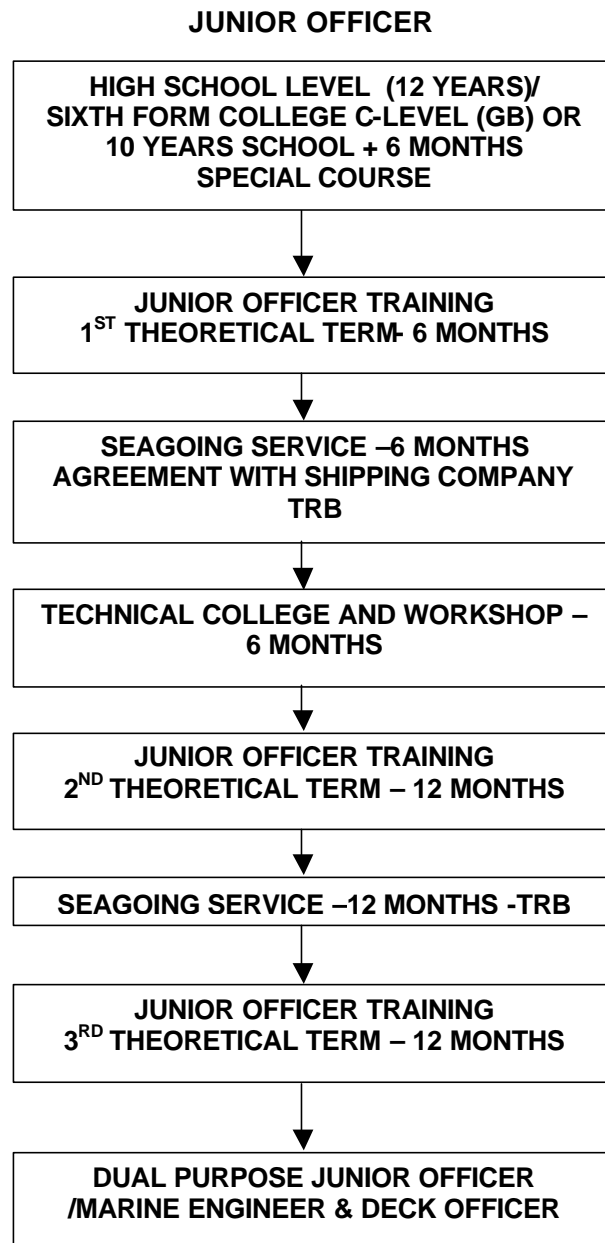 JUNIOR OFFICER
HIGH SCHOOL LEVEL (12 YEARS)/
SIXTH FORM COLLEGE C-LEVEL (GB) OR
10 YEARS SCHOOL + 6 MONTHS
SPECIAL COURSE
JUNIOR OFFICER TRAINING
1ST THEORETICAL TERM- 6 MONTHS
SEAGOING SERVICE –6 MONTHS
AGREEMENT WITH SHIPPING COMPANY
TRB
TECHNICAL COLLEGE AND WORKSHOP –
6 MONTHS
JUNIOR OFFICER TRAINING
2ND THEORETICAL TERM – 12 MONTHS
SEAGOING SERVICE –12 MONTHS -TRB
JUNIOR OFFICER TRAINING
3RD THEORETICAL TERM – 12 MONTHS
DUAL PURPOSE JUNIOR OFFICER
/MARINE ENGINEER & DECK OFFICER